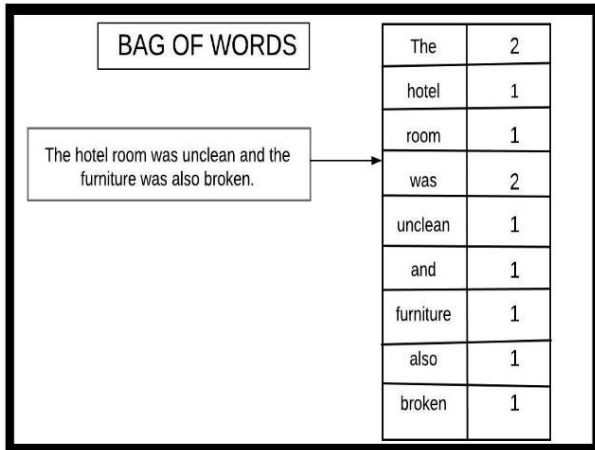 BAG OF WORDS
The hotel room was unclean and the
furniture was also broken.
The 2
hotel 1
room 1
was 2
unclean 1
and 1
furniture 1
also 1
broken 1